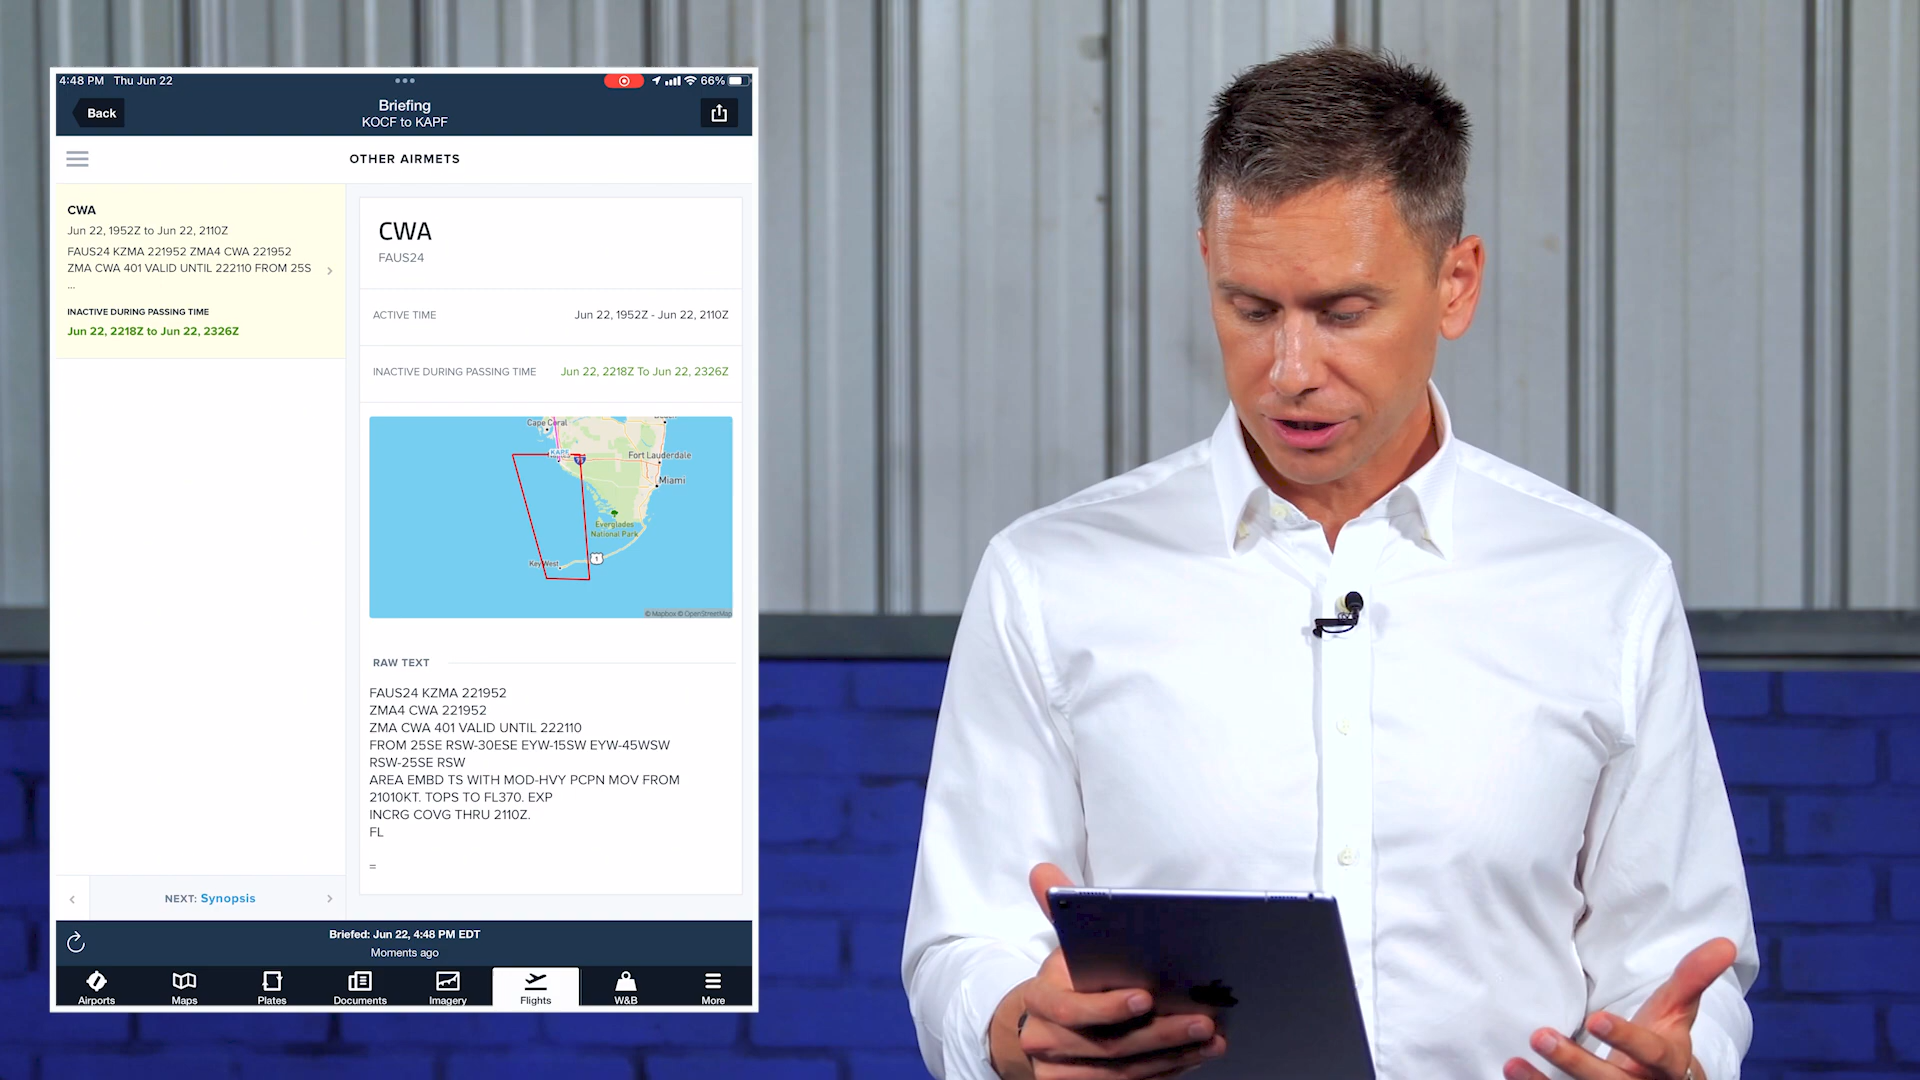 4:48 PM Thu Jun 22
66%
Back
Briefing
KOCF to KAPF
OTHER AIRMETS
CWA
Jun 22, 1952Z to Jun 22, 2110Z
FAUS24 KZMA 221952 ZMA4 CWA 221952
ZMA CWA 401 VALID UNTIL 222110 FROM 25S
...
INACTIVE DURING PASSING TIME
Jun 22, 2218Z to Jun 22, 2326Z
CWA
FAUS24
ACTIVE TIME Jun 22, 1952Z - Jun 22, 2110Z
INACTIVE DURING PASSING TIME Jun 22, 2218Z To Jun 22, 2326Z
Cape Coral
KAPF
Fort Lauderdale
Miami
Everglades
National Park
Key West
1
© Mapbox © OpenStreetMap
RAW TEXT
FAUS24 KZMA 221952
ZMA4 CWA 221952
ZMA CWA 401 VALID UNTIL 222110
FROM 25SE RSW-30ESE EYW-15SW EYW-45WSW
RSW-25SE RSW
AREA EMBD TS WITH MOD-HVY PCPN MOV FROM
21010KT. TOPS TO FL370. EXP
INCRG COVG THRU 2110Z.
FL
=
NEXT: Synopsis
Briefed: Jun 22, 4:48 PM EDT
Moments ago
Airports
Maps
Plates
Documents
Imagery
Flights
W&B
More